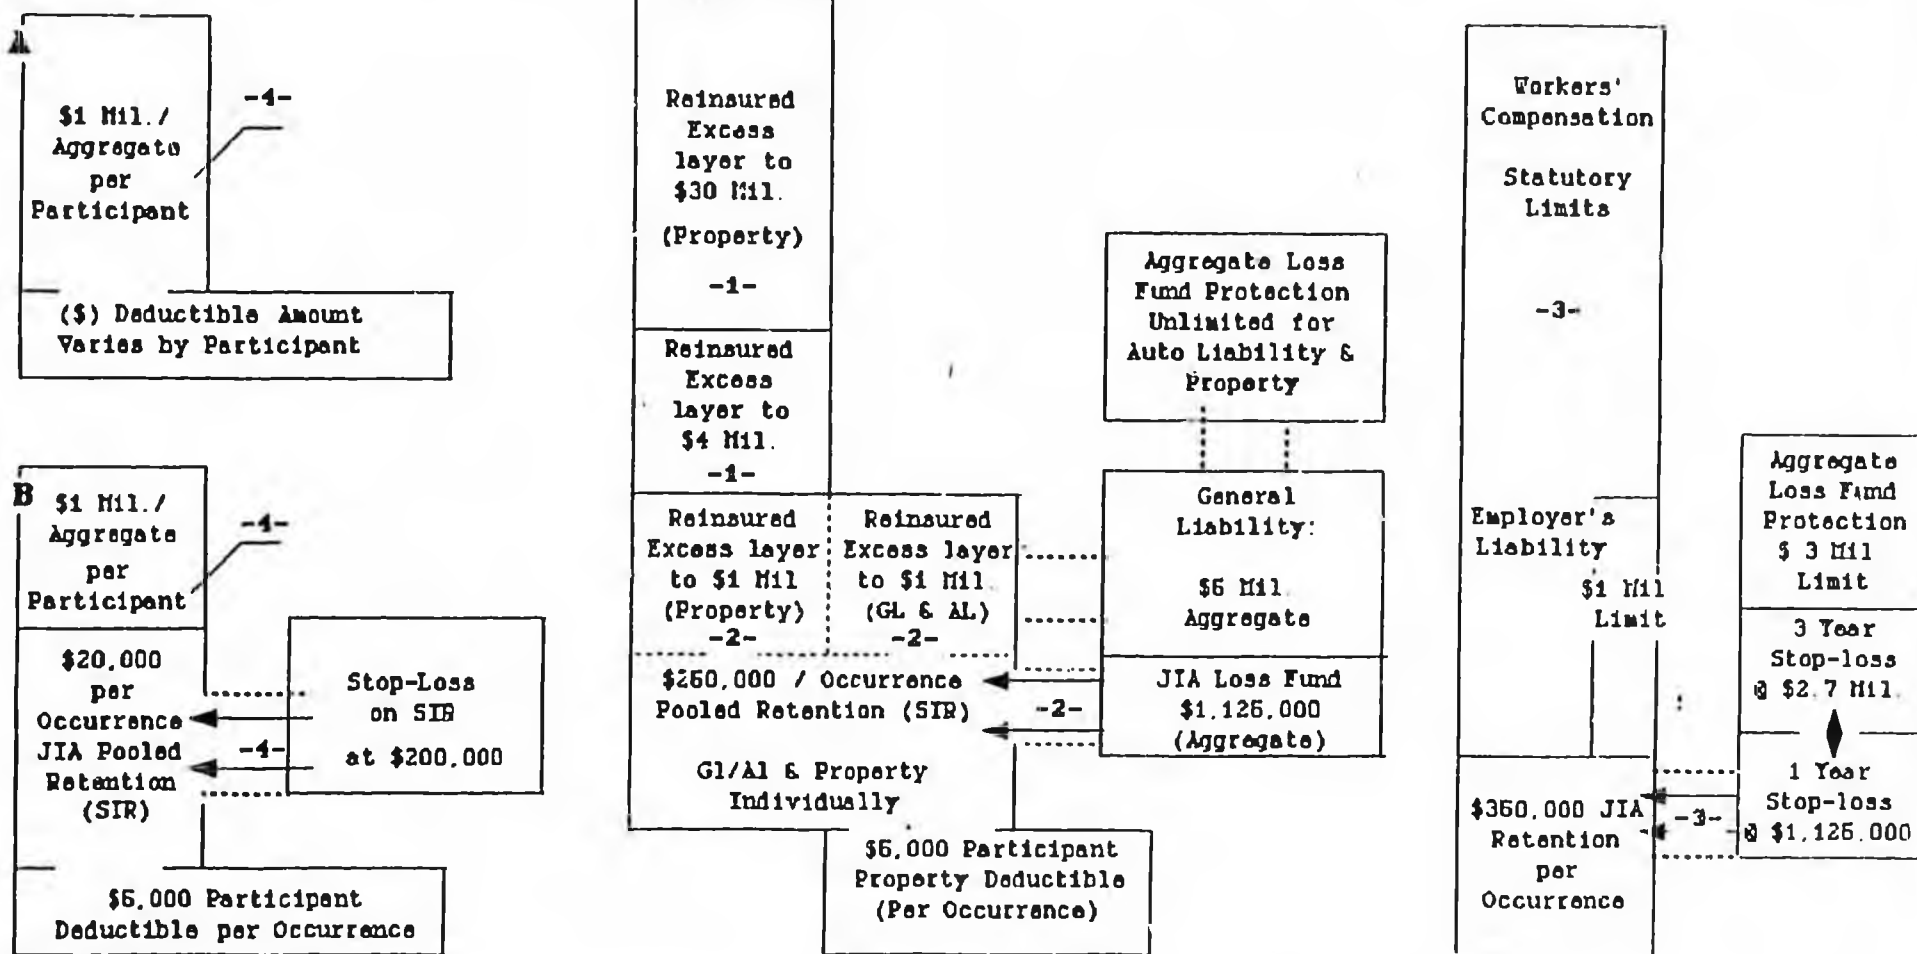 A
$1 Mil./
Aggregate
per
Participant
-4-
($) Deductible Amount
Varies by Participant
B
$1 Mil./
Aggregate
per
Participant
-4-
$20,000
per
Occurrence
JIA Pooled
Retention
(SIR)
-4-
Stop-Loss
on SIR
at $200,000
$5,000 Participant
Deductible per Occurrence
Reinsured
Excess
layer to
$30 Mil.
(Property)
-1-
Reinsured
Excess
layer to
$4 Mil.
-1-
Reinsured
Excess layer
to $1 Mil
(Property)
-2-
Reinsured
Excess layer
to $1 Mil.
(GL & AL)
-2-
$250,000 / Occurrence
Pooled Retention (SIR)
-2-
Gl/Al & Property
Individually
$5,000 Participant
Property Deductible
(Per Occurrence)
Aggregate Loss
Fund Protection
Unlimited for
Auto Liability &
Property
General
Liability:
$5 Mil.
Aggregate
JIA Loss Fund
$1,125,000
(Aggregate)
Workers'
Compensation
Statutory
Limits
-3-
Employer's
Liability
$1 Mil
Limit
$350,000 JIA
Retention
per
Occurrence
-3-
Aggregate
Loss Fund
Protection
$ 3 Mil
Limit
3 Year
Stop-loss
@ $2.7 Mil.
1 Year
Stop-loss
@ $1,125,000